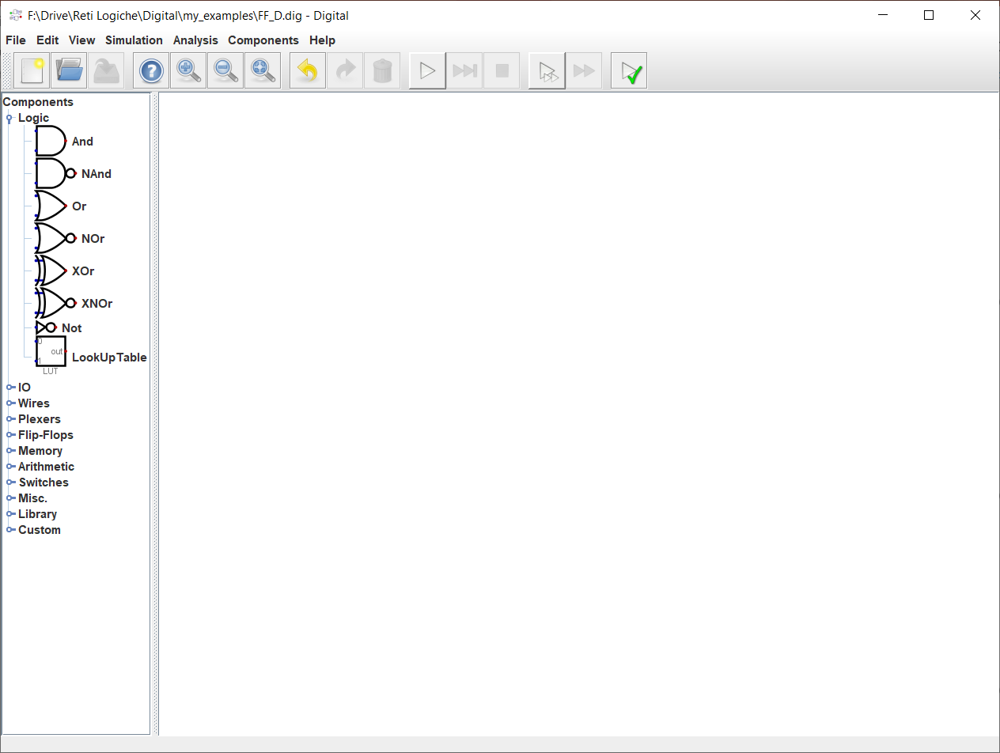 F:\Drive\Reti Logiche\Digital\my_examples\FF_D.dig - Digital
File Edit View Simulation Analysis Components Help
?
Components
Logic
And
NAnd
Or
NOr
XOr
XNOr
Not
0
out
1
LookUpTable
LUT
IO
Wires
Plexers
Flip-Flops
Memory
Arithmetic
Switches
Misc.
Library
Custom